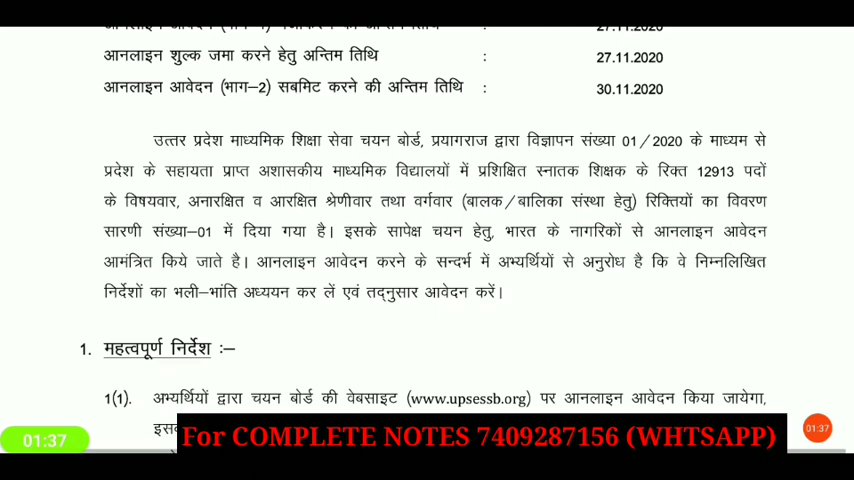 27.11.2020
आनलाइन शुल्क जमा करने हेतु अन्तिम तिथि : 27.11.2020
आनलाइन आवेदन (भाग–2) सबमिट करने की अन्तिम तिथि : 30.11.2020
उत्तर प्रदेश माध्यमिक शिक्षा सेवा चयन बोर्ड, प्रयागराज द्वारा विज्ञापन संख्या 01/2020 के माध्यम से
प्रदेश के सहायता प्राप्त अशासकीय माध्यमिक विद्यालयों में प्रशिक्षित स्नातक शिक्षक के रिक्त 12913 पदों
के विषयवार, अनारक्षित व आरक्षित श्रेणीवार तथा वर्गवार (बालक/बालिका संस्था हेतु) रिक्तियों का विवरण
सारणी संख्या–01 में दिया गया है। इसके सापेक्ष चयन हेतु, भारत के नागरिकों से आनलाइन आवेदन
आमंत्रित किये जाते है। आनलाइन आवेदन करने के सन्दर्भ में अभ्यर्थियों से अनुरोध है कि वे निम्नलिखित
निर्देशों का भली–भांति अध्ययन कर लें एवं तद्नुसार आवेदन करें।
1. महत्वपूर्ण निर्देश :–
1(1). अभ्यर्थियों द्वारा चयन बोर्ड की वेबसाइट (www.upsessb.org) पर आनलाइन आवेदन किया जायेगा,
For COMPLETE NOTES 7409287156 (WHTSAPP)
01:37
01:37